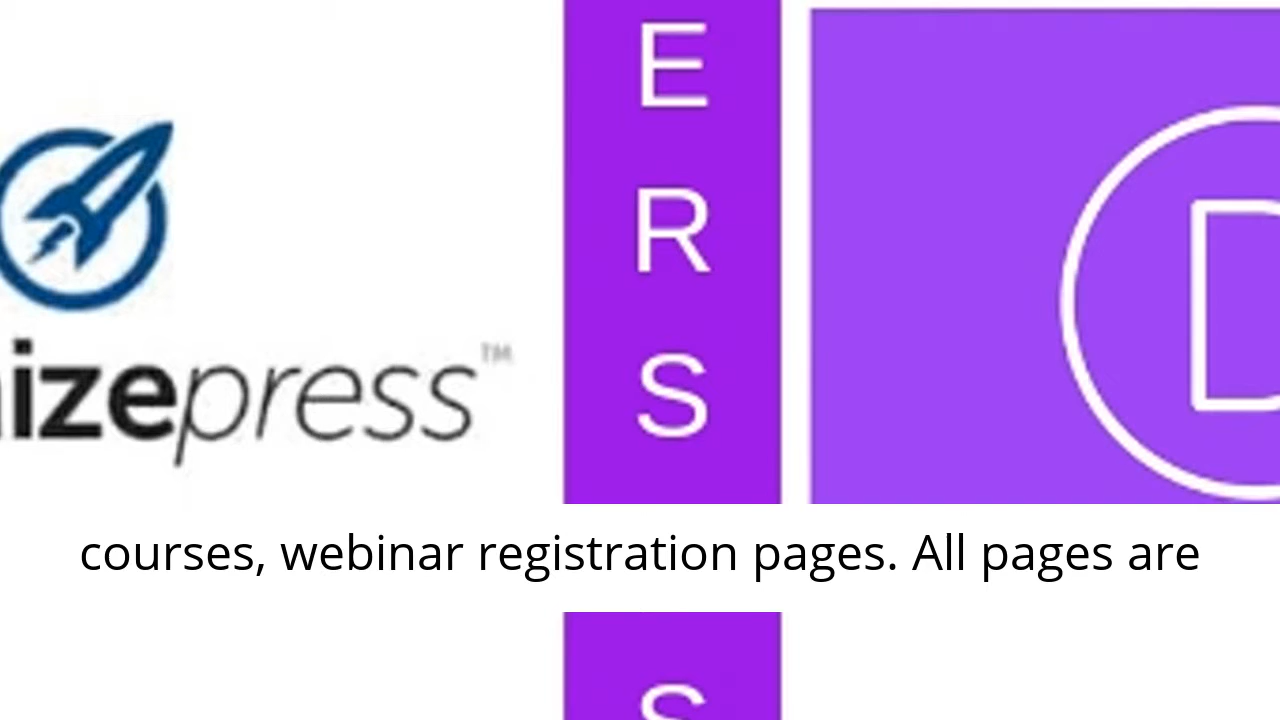 izepress™
E
R
S
D
courses, webinar registration pages. All pages are
S